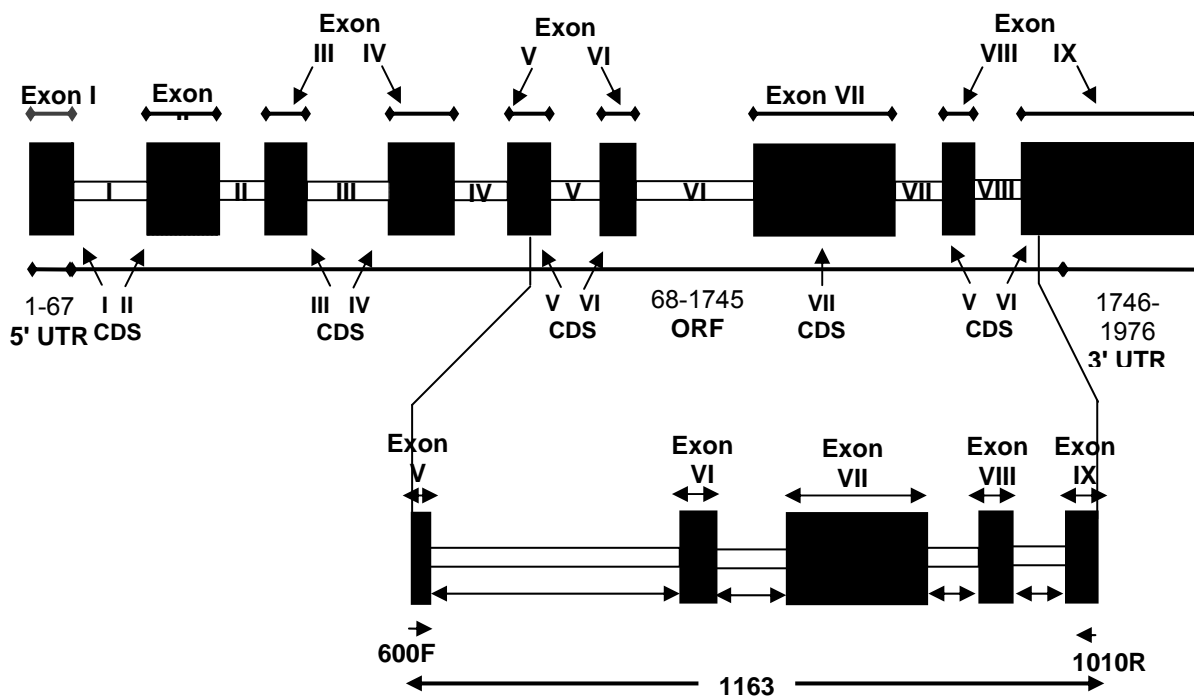 Exon
III IV
Exon
V VI
Exon
VIII IX
Exon I
Exon
Exon VII
I II III IV V VI VII VIII
1-67
5' UTR
I II
CDS
III IV
CDS
V VI
CDS
68-1745
ORF
VII
CDS
V VI
CDS
1746-
1976
3' UTR
Exon
V
Exon
VI
Exon
VII
Exon
VIII
Exon
IX
600F
1010R
1163